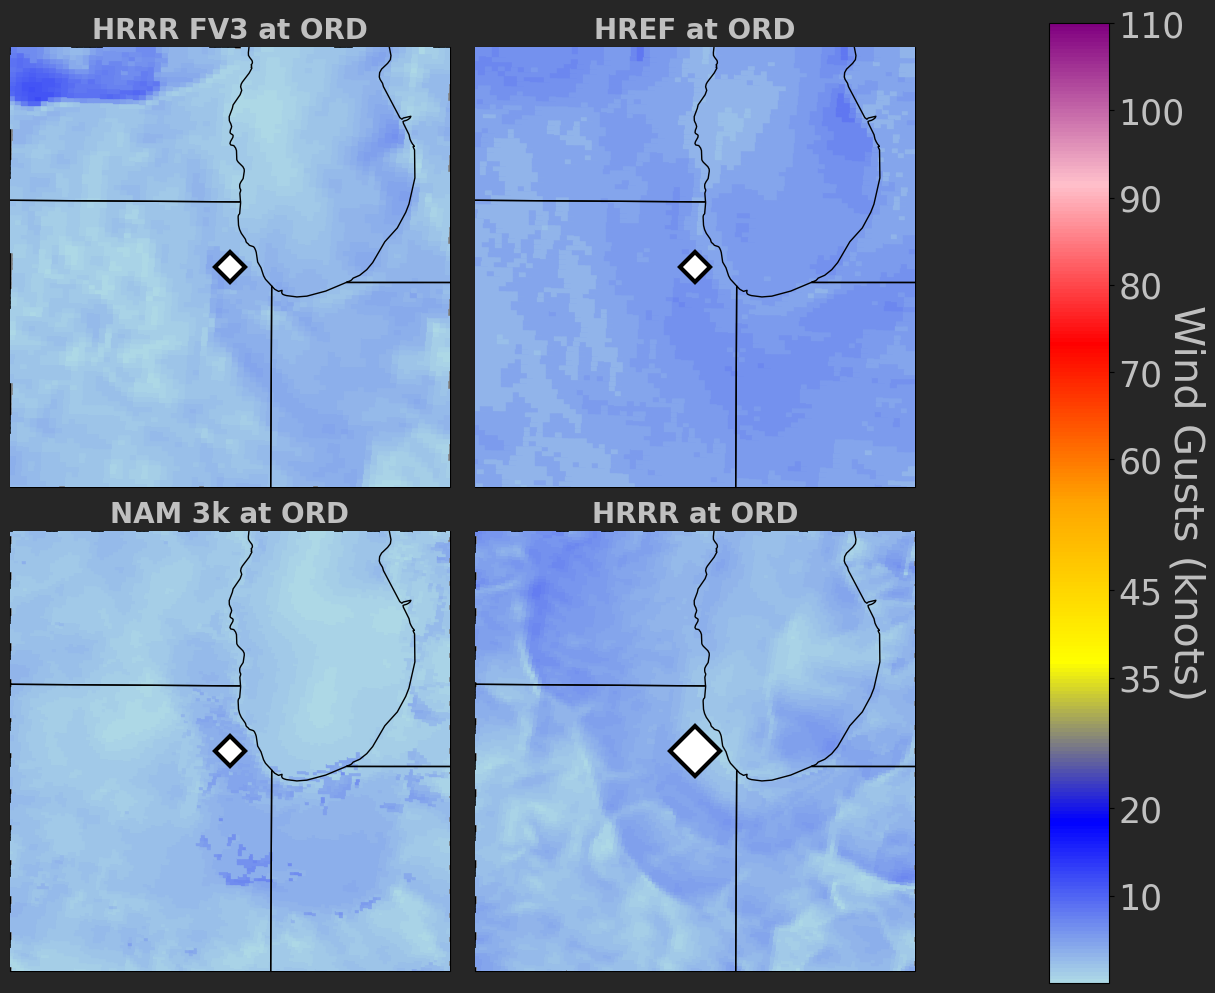 HRRR FV3 at ORD
HREF at ORD
NAM 3k at ORD
HRRR at ORD
110
100
90
80
70
60
45
35
20
10
Wind Gusts (knots)